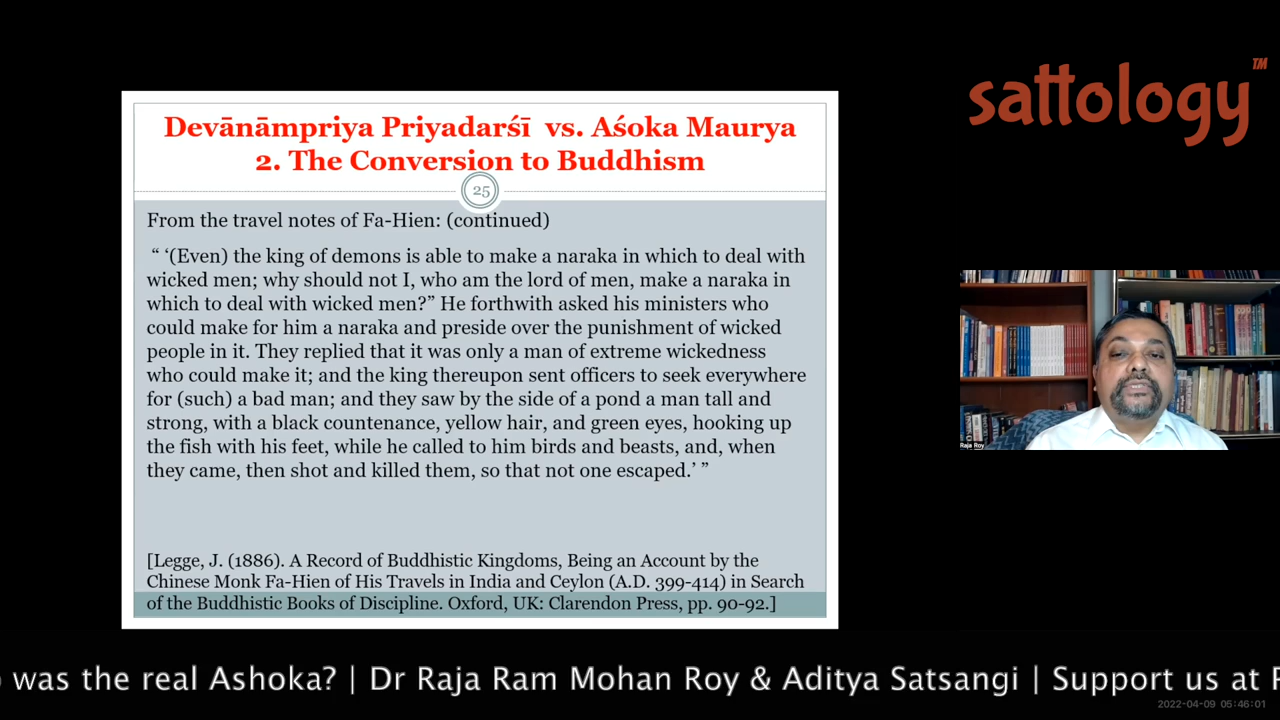 sattology™
Devānāmpriya Priyadarśī vs. Aśoka Maurya
2. The Conversion to Buddhism
25
From the travel notes of Fa-Hien: (continued)
“ ‘(Even) the king of demons is able to make a naraka in which to deal with
wicked men; why should not I, who am the lord of men, make a naraka in
which to deal with wicked men?” He forthwith asked his ministers who
could make for him a naraka and preside over the punishment of wicked
people in it. They replied that it was only a man of extreme wickedness
who could make it; and the king thereupon sent officers to seek everywhere
for (such) a bad man; and they saw by the side of a pond a man tall and
strong, with a black countenance, yellow hair, and green eyes, hooking up
the fish with his feet, while he called to him birds and beasts, and, when
they came, then shot and killed them, so that not one escaped.’ ”
[Legge, J. (1886). A Record of Buddhistic Kingdoms, Being an Account by the
Chinese Monk Fa-Hien of His Travels in India and Ceylon (A.D. 399-414) in Search
of the Buddhistic Books of Discipline. Oxford, UK: Clarendon Press, pp. 90-92.]
Raja Roy
o was the real Ashoka? | Dr Raja Ram Mohan Roy & Aditya Satsangi | Support us at
2022-04-09 05:46:01